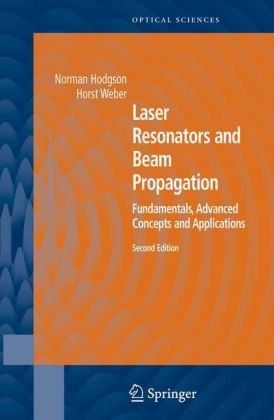 OPTICAL SCIENCES
Norman Hodgson
Horst Weber
Laser
Resonators and
Beam
Propagation
Fundamentals, Advanced
Concepts and Applications
Second Edition
Springer